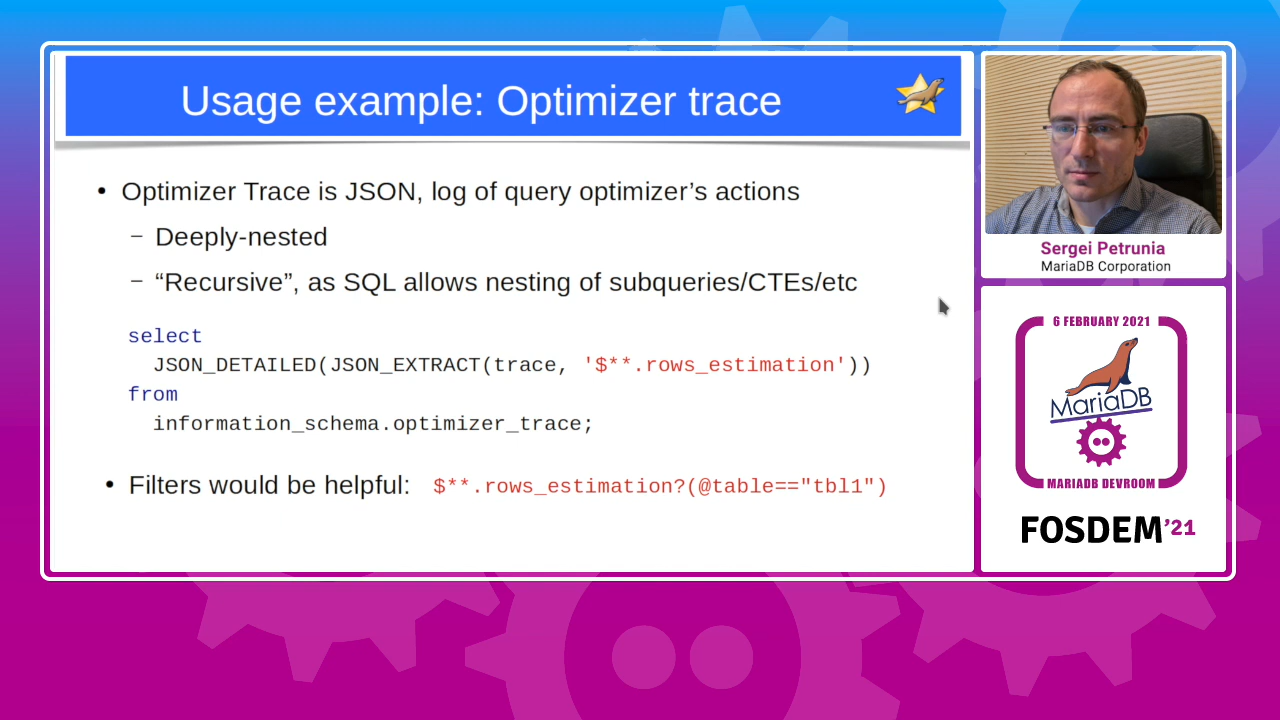 Usage example: Optimizer trace
• Optimizer Trace is JSON, log of query optimizer’s actions
– Deeply-nested
– “Recursive”, as SQL allows nesting of subqueries/CTEs/etc
select
JSON_DETAILED(JSON_EXTRACT(trace, '$**.rows_estimation'))
from
information_schema.optimizer_trace;
• Filters would be helpful: $**.rows_estimation?(@table=="tbl1")
Sergei Petrunia
MariaDB Corporation
6 FEBRUARY 2021
MariaDB
MARIADB DEVROOM
FOSDEM’21